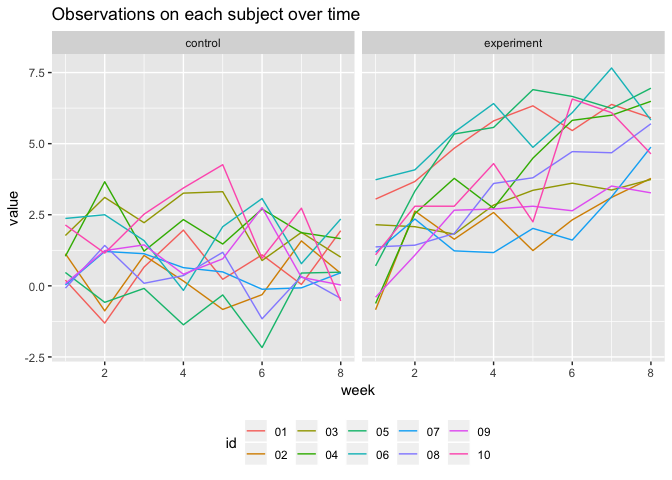 Observations on each subject over time
control experiment
7.5
5.0
2.5
0.0
-2.5
value
2 4 6 8 2 4 6 8
week
id 01 03 05 07 09
02 04 06 08 10